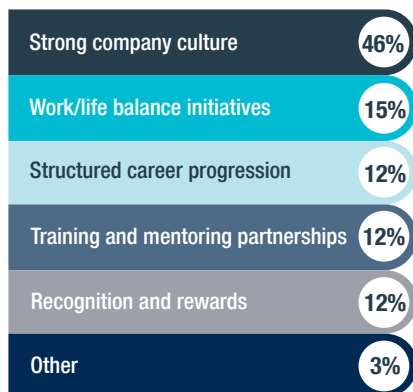 Strong company culture 46%
Work/life balance initiatives 15%
Structured career progression 12%
Training and mentoring partnerships 12%
Recognition and rewards 12%
Other 3%